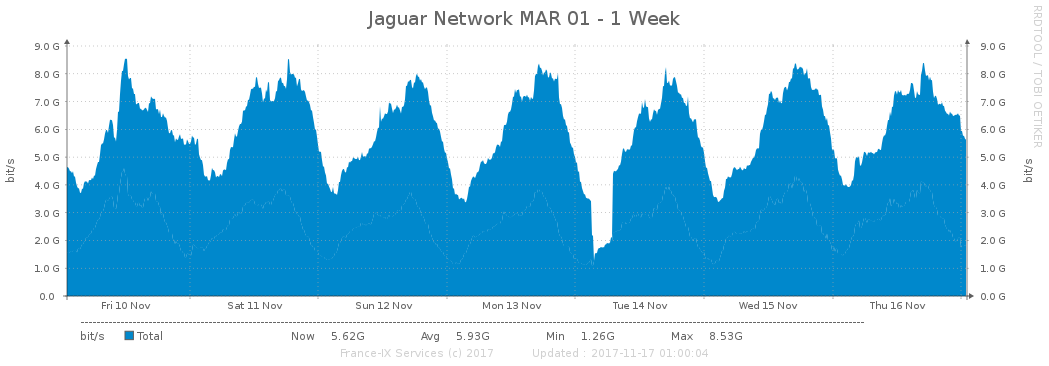 Jaguar Network MAR 01 - 1 Week
RRDTOOL / TOBI OETIKER
9.0 G 9.0 G
8.0 G 8.0 G
7.0 G 7.0 G
6.0 G 6.0 G
5.0 G 5.0 G
4.0 G 4.0 G
3.0 G 3.0 G
2.0 G 2.0 G
1.0 G 1.0 G
0.0 0.0 G
bit/s bit/s
Fri 10 Nov Sat 11 Nov Sun 12 Nov Mon 13 Nov Tue 14 Nov Wed 15 Nov Thu 16 Nov
bit/s Total Now 5.62G Avg 5.93G Min 1.26G Max 8.53G
France-IX Services (c) 2017 Updated : 2017-11-17 01:00:04